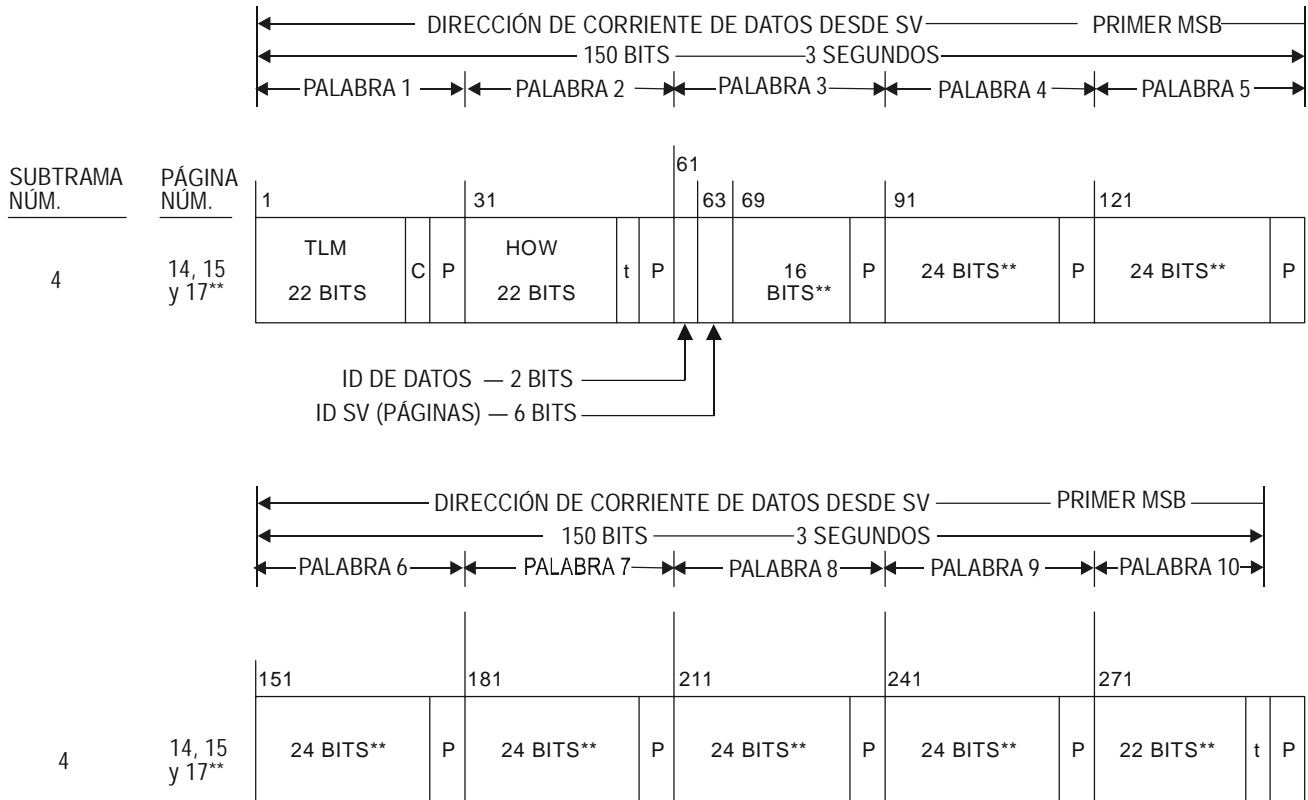 DIRECCIÓN DE CORRIENTE DE DATOS DESDE SV PRIMER MSB
150 BITS 3 SEGUNDOS
PALABRA 1 PALABRA 2 PALABRA 3 PALABRA 4 PALABRA 5
SUBTRAMA NÚM.
PÁGINA NÚM.
61
1 31 63 69 91 121
4
14, 15 y 17**
TLM 22 BITS
C
P
HOW 22 BITS
t
P
16 BITS**
P
24 BITS**
P
24 BITS**
P
ID DE DATOS — 2 BITS
ID SV (PÁGINAS) — 6 BITS
DIRECCIÓN DE CORRIENTE DE DATOS DESDE SV PRIMER MSB
150 BITS 3 SEGUNDOS
PALABRA 6 PALABRA 7 PALABRA 8 PALABRA 9 PALABRA 10
151 181 211 241 271
4
14, 15 y 17**
24 BITS**
P
24 BITS**
P
24 BITS**
P
24 BITS**
P
22 BITS**
t
P